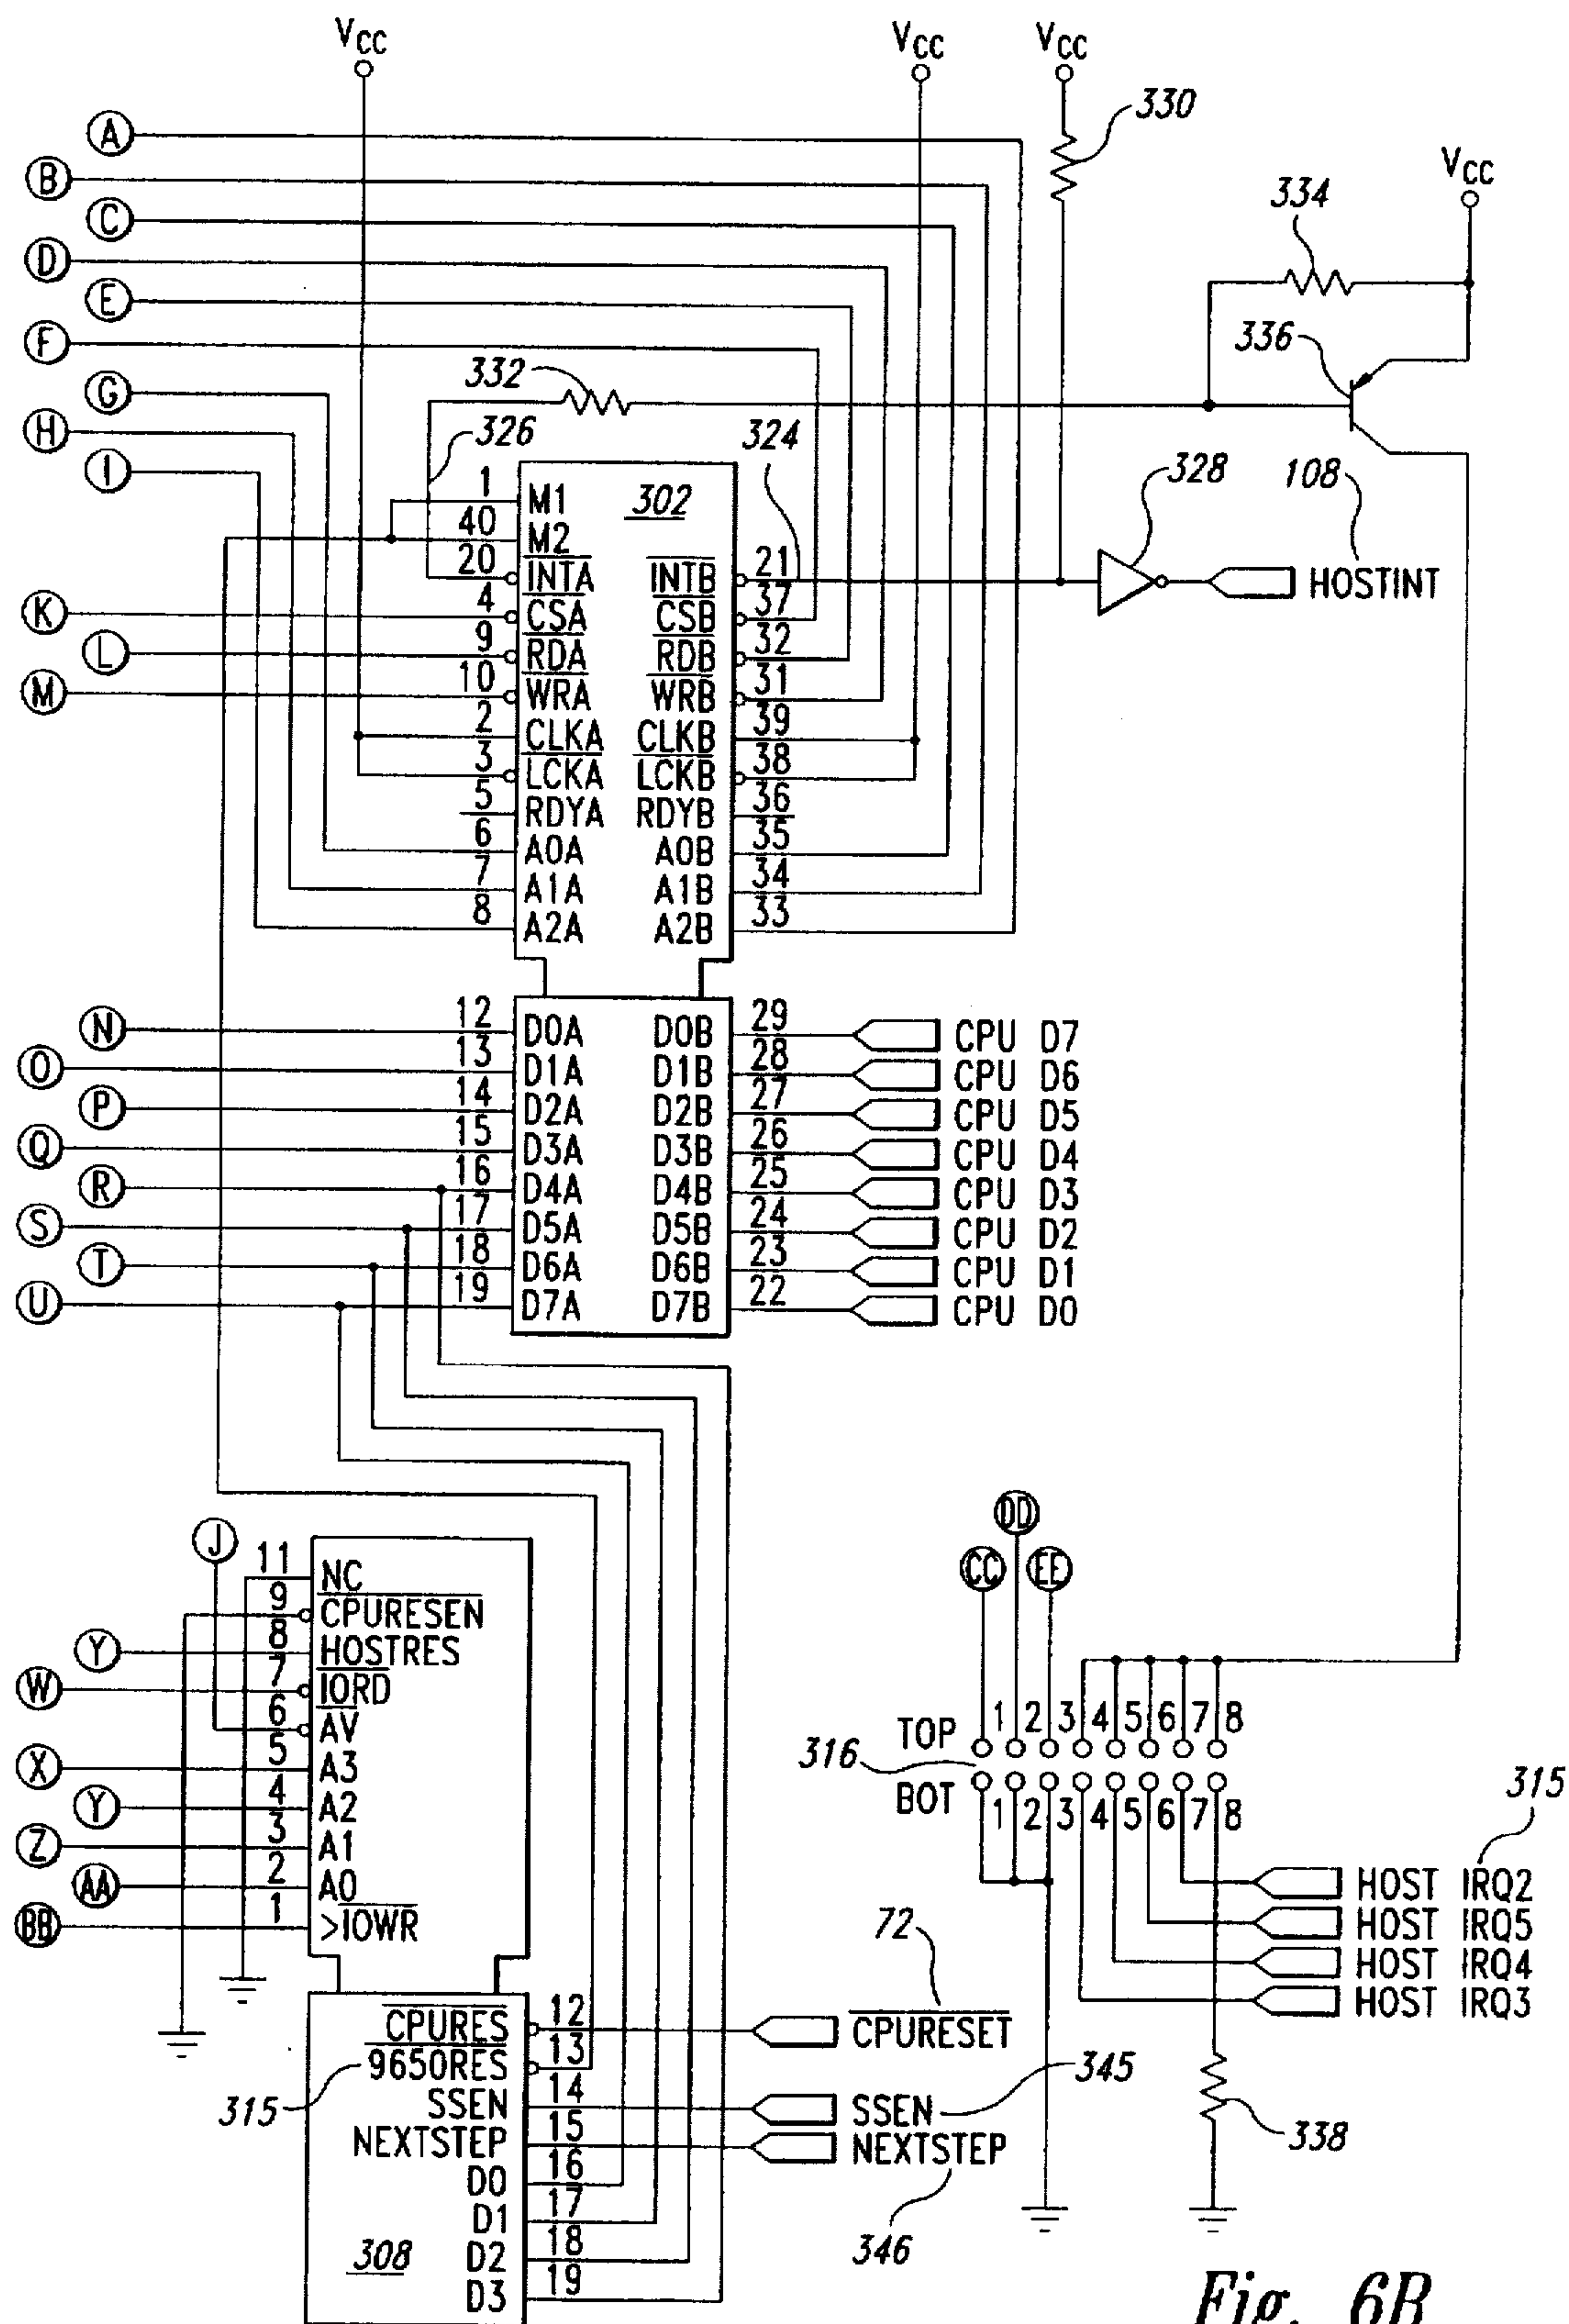 VCC
VCC
VCC
330
A
B
C
D
E
F
G
H
I
VCC
334
336
332
326
324
302
328
108
1 M1
40 M2
20 INTA
4 CSA
9 RDA
10 WRA
2 CLKA
3 LCKA
5 RDYA
6 A0A
7 A1A
8 A2A
INTB 21
CSB 37
RDB 32
WRB 31
CLKB 39
LCKB 38
RDYB 36
A0B 35
A1B 34
A2B 33
HOSTINT
K
L
M
N
O
P
Q
R
S
T
U
12 D0A
13 D1A
14 D2A
15 D3A
16 D4A
17 D5A
18 D6A
19 D7A
D0B 29 CPU D7
D1B 28 CPU D6
D2B 27 CPU D5
D3B 26 CPU D4
D4B 25 CPU D3
D5B 24 CPU D2
D6B 23 CPU D1
D7B 22 CPU D0
J
11 NC
9 CPURESEN
Y 8 HOSTRES
W 7 IORD
6 AV
X 5 A3
Y 4 A2
Z 3 A1
AA 2 A0
BB 1 >IOWR
CPURES 12
9650RES 13
SSEN 14
NEXTSTEP 15
D0 16
D1 17
D2 18
D3 19
315
308
72
CPURESET
SSEN 345
NEXTSTEP
346
CC
DD
EE
TOP 1 2 3 4 5 6 7 8
316
BOT 1 2 3 4 5 6 7 8
315
HOST IRQ2
HOST IRQ5
HOST IRQ4
HOST IRQ3
338
Fig. 6B